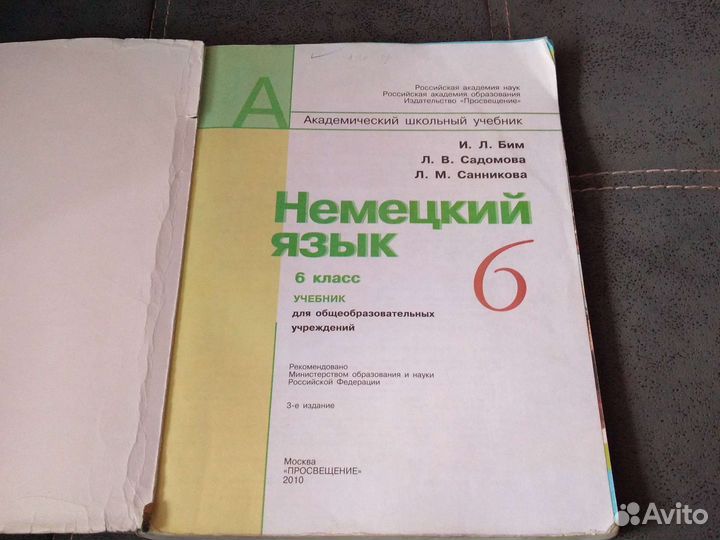 А
Российская академия наук
Российская академия образования
Издательство «Просвещение»
Академический школьный учебник
И. Л. Бим
Л. В. Садомова
Л. М. Санникова
Немецкий
язык
6
6 класс
УЧЕБНИК
для общеобразовательных
учреждений
Рекомендовано
Министерством образования и науки
Российской Федерации
3-е издание
Москва
«ПРОСВЕЩЕНИЕ»
2010
Avito